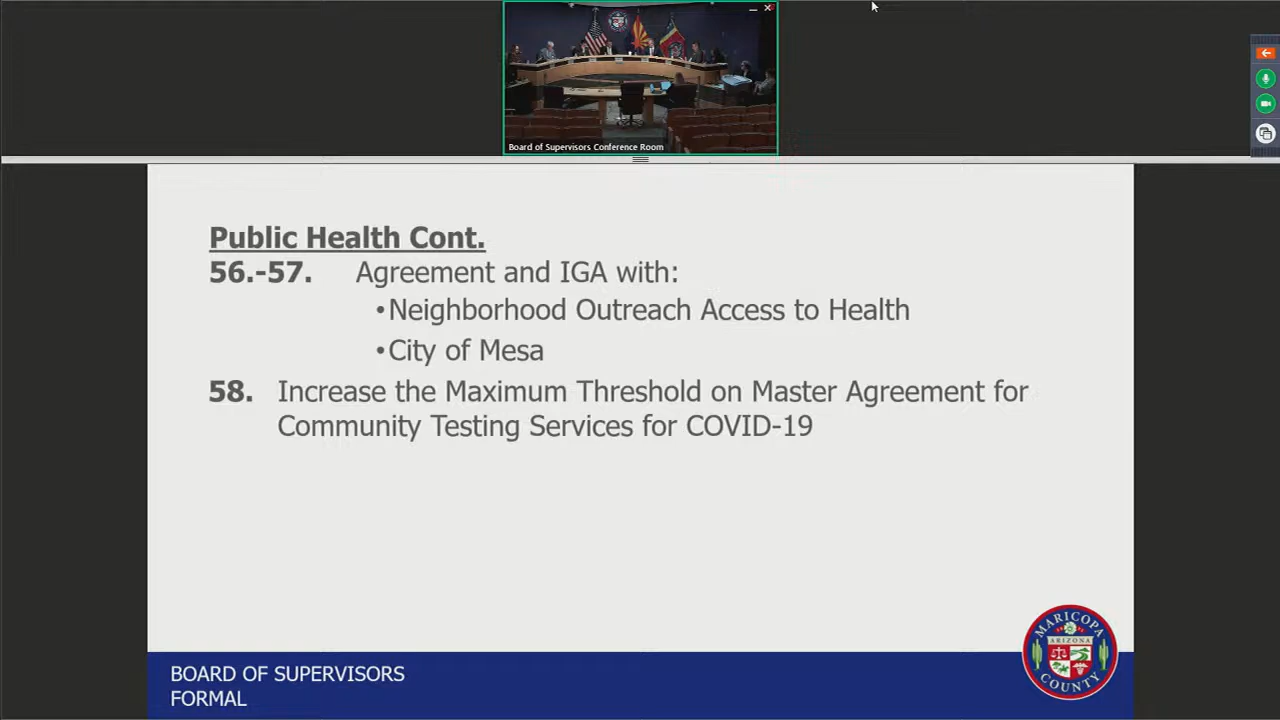 Board of Supervisors Conference Room
Public Health Cont.
56.-57. Agreement and IGA with:
•Neighborhood Outreach Access to Health
•City of Mesa
58. Increase the Maximum Threshold on Master Agreement for
Community Testing Services for COVID-19
BOARD OF SUPERVISORS
FORMAL
MARICOPA
ARIZONA
COUNTY